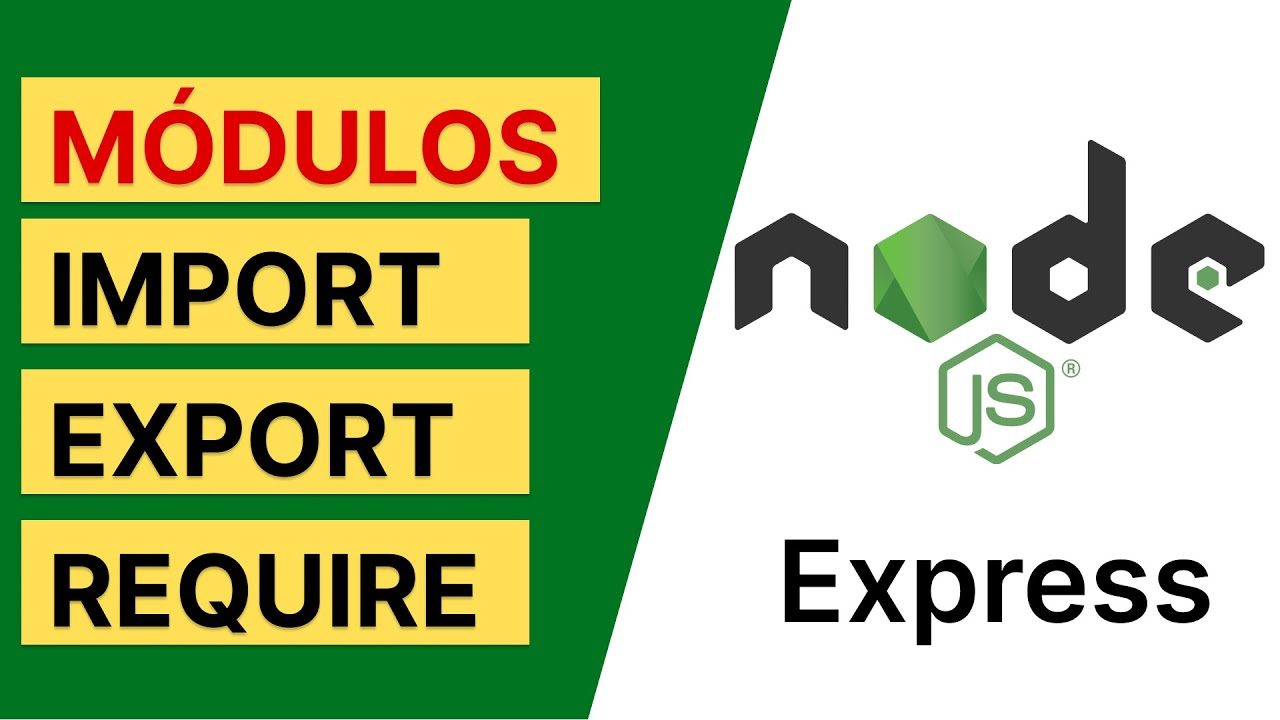 MÓDULOS
IMPORT
EXPORT
REQUIRE
node
JS®
Express